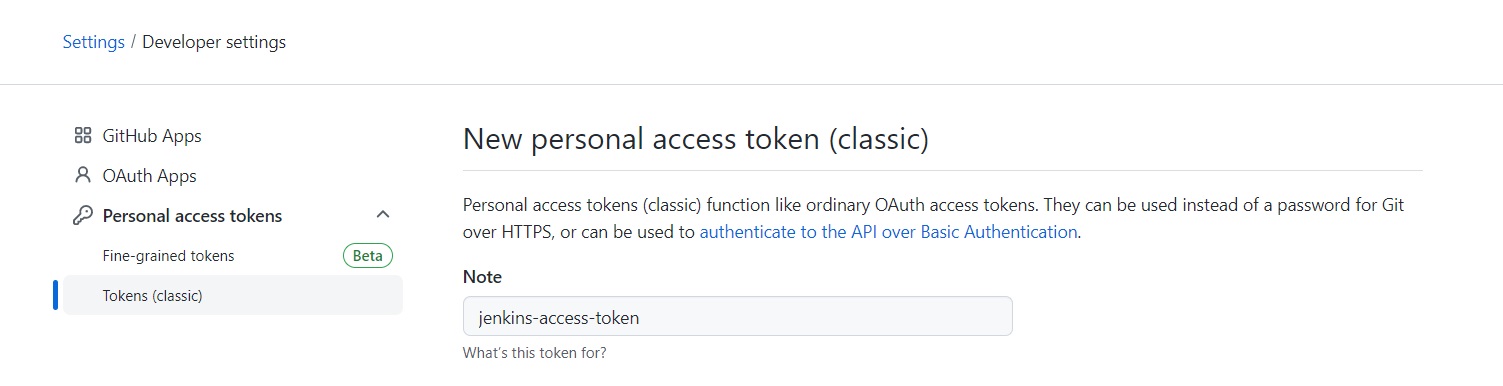 Settings / Developer settings
GitHub Apps
OAuth Apps
Personal access tokens
Fine-grained tokens Beta
Tokens (classic)
New personal access token (classic)
Personal access tokens (classic) function like ordinary OAuth access tokens. They can be used instead of a password for Git
over HTTPS, or can be used to authenticate to the API over Basic Authentication.
Note
jenkins-access-token
What's this token for?